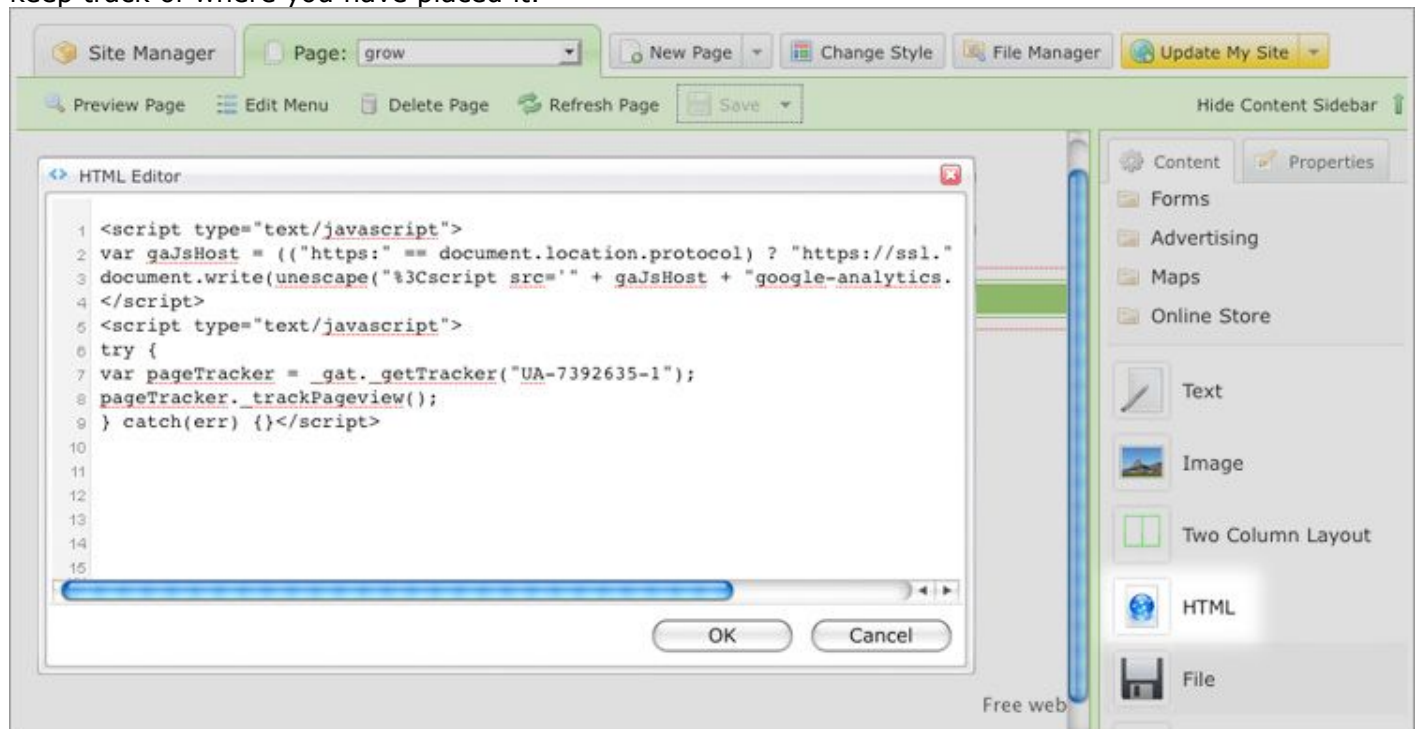 keep track of where you have placed it.
Site Manager Page: grow New Page Change Style File Manager Update My Site
Preview Page Edit Menu Delete Page Refresh Page Save Hide Content Sidebar
Content Properties
HTML Editor
1 <script type="text/javascript">
2 var gaJsHost = (("https:" == document.location.protocol) ? "https://ssl."
3 document.write(unescape("%3Cscript src='" + gaJsHost + "google-analytics.
4 </script>
5 <script type="text/javascript">
6 try {
7 var pageTracker = _gat._getTracker("UA-7392635-1");
8 pageTracker._trackPageview();
9 } catch(err) {}</script>
10
11
12
13
14
15
OK Cancel
Free web
Forms
Advertising
Maps
Online Store
Text
Image
Two Column Layout
HTML
File